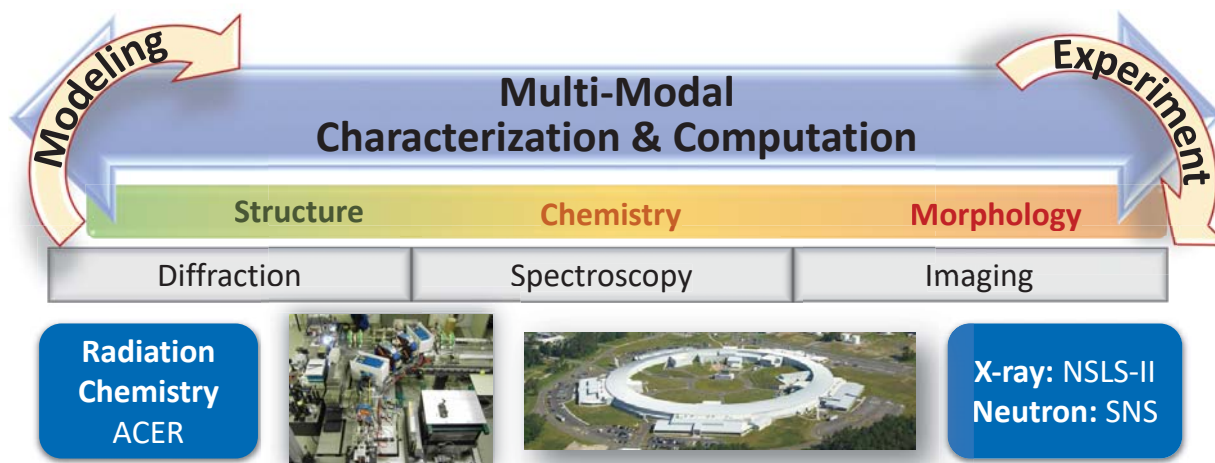 Modeling
Experiment
Multi-Modal
Characterization & Computation
Structure
Chemistry
Morphology
Diffraction
Spectroscopy
Imaging
Radiation
Chemistry
ACER
X-ray: NSLS-II
Neutron: SNS